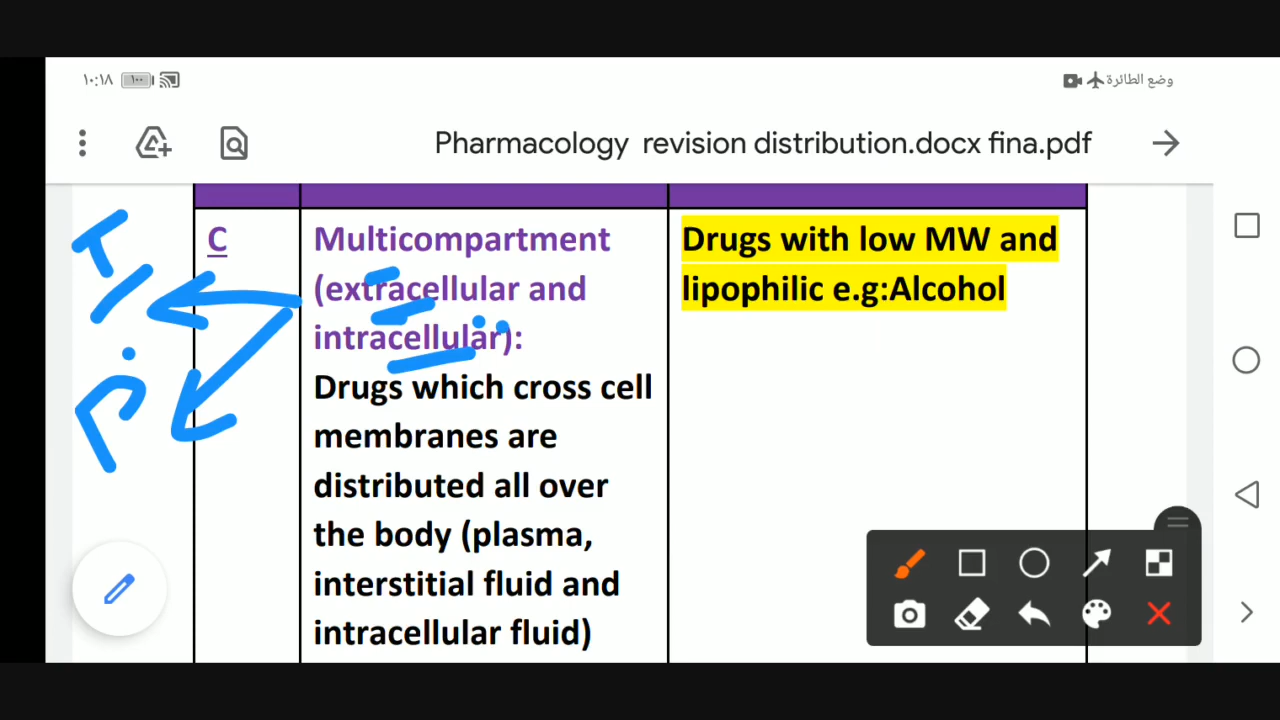 ١٠:١٨ ١٠٠ وضع الطائرة
Pharmacology revision distribution.docx fina.pdf
C
Multicompartment
(extracellular and
intracellular):
Drugs which cross cell
membranes are
distributed all over
the body (plasma,
interstitial fluid and
intracellular fluid)
Drugs with low MW and
lipophilic e.g:Alcohol